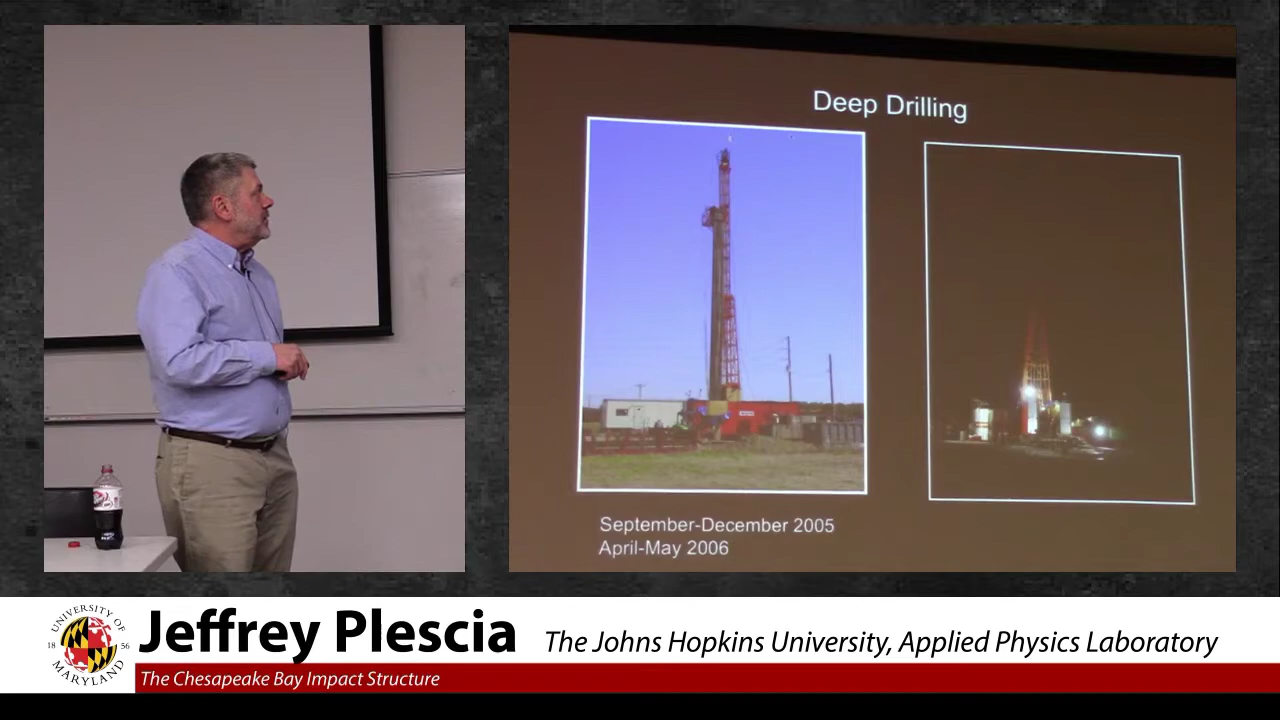 Deep Drilling
September-December 2005
April-May 2006
UNIVERSITY OF
18 56
MARYLAND
Jeffrey Plescia
The Johns Hopkins University, Applied Physics Laboratory
The Chesapeake Bay Impact Structure